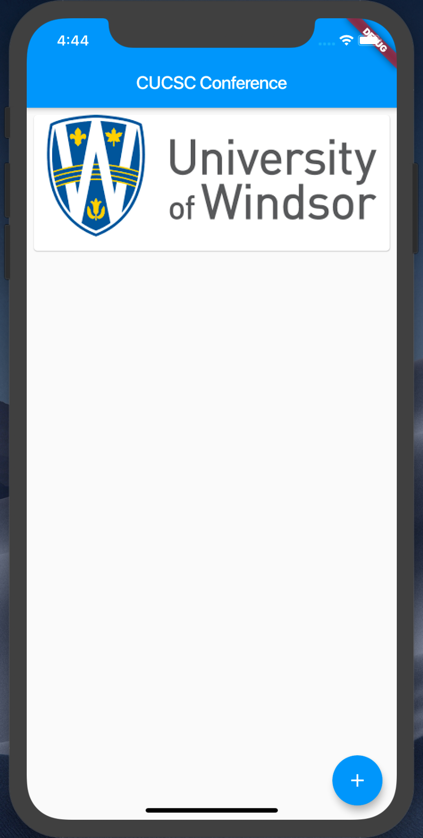 4:44
DEBUG
CUCSC Conference
University
of Windsor